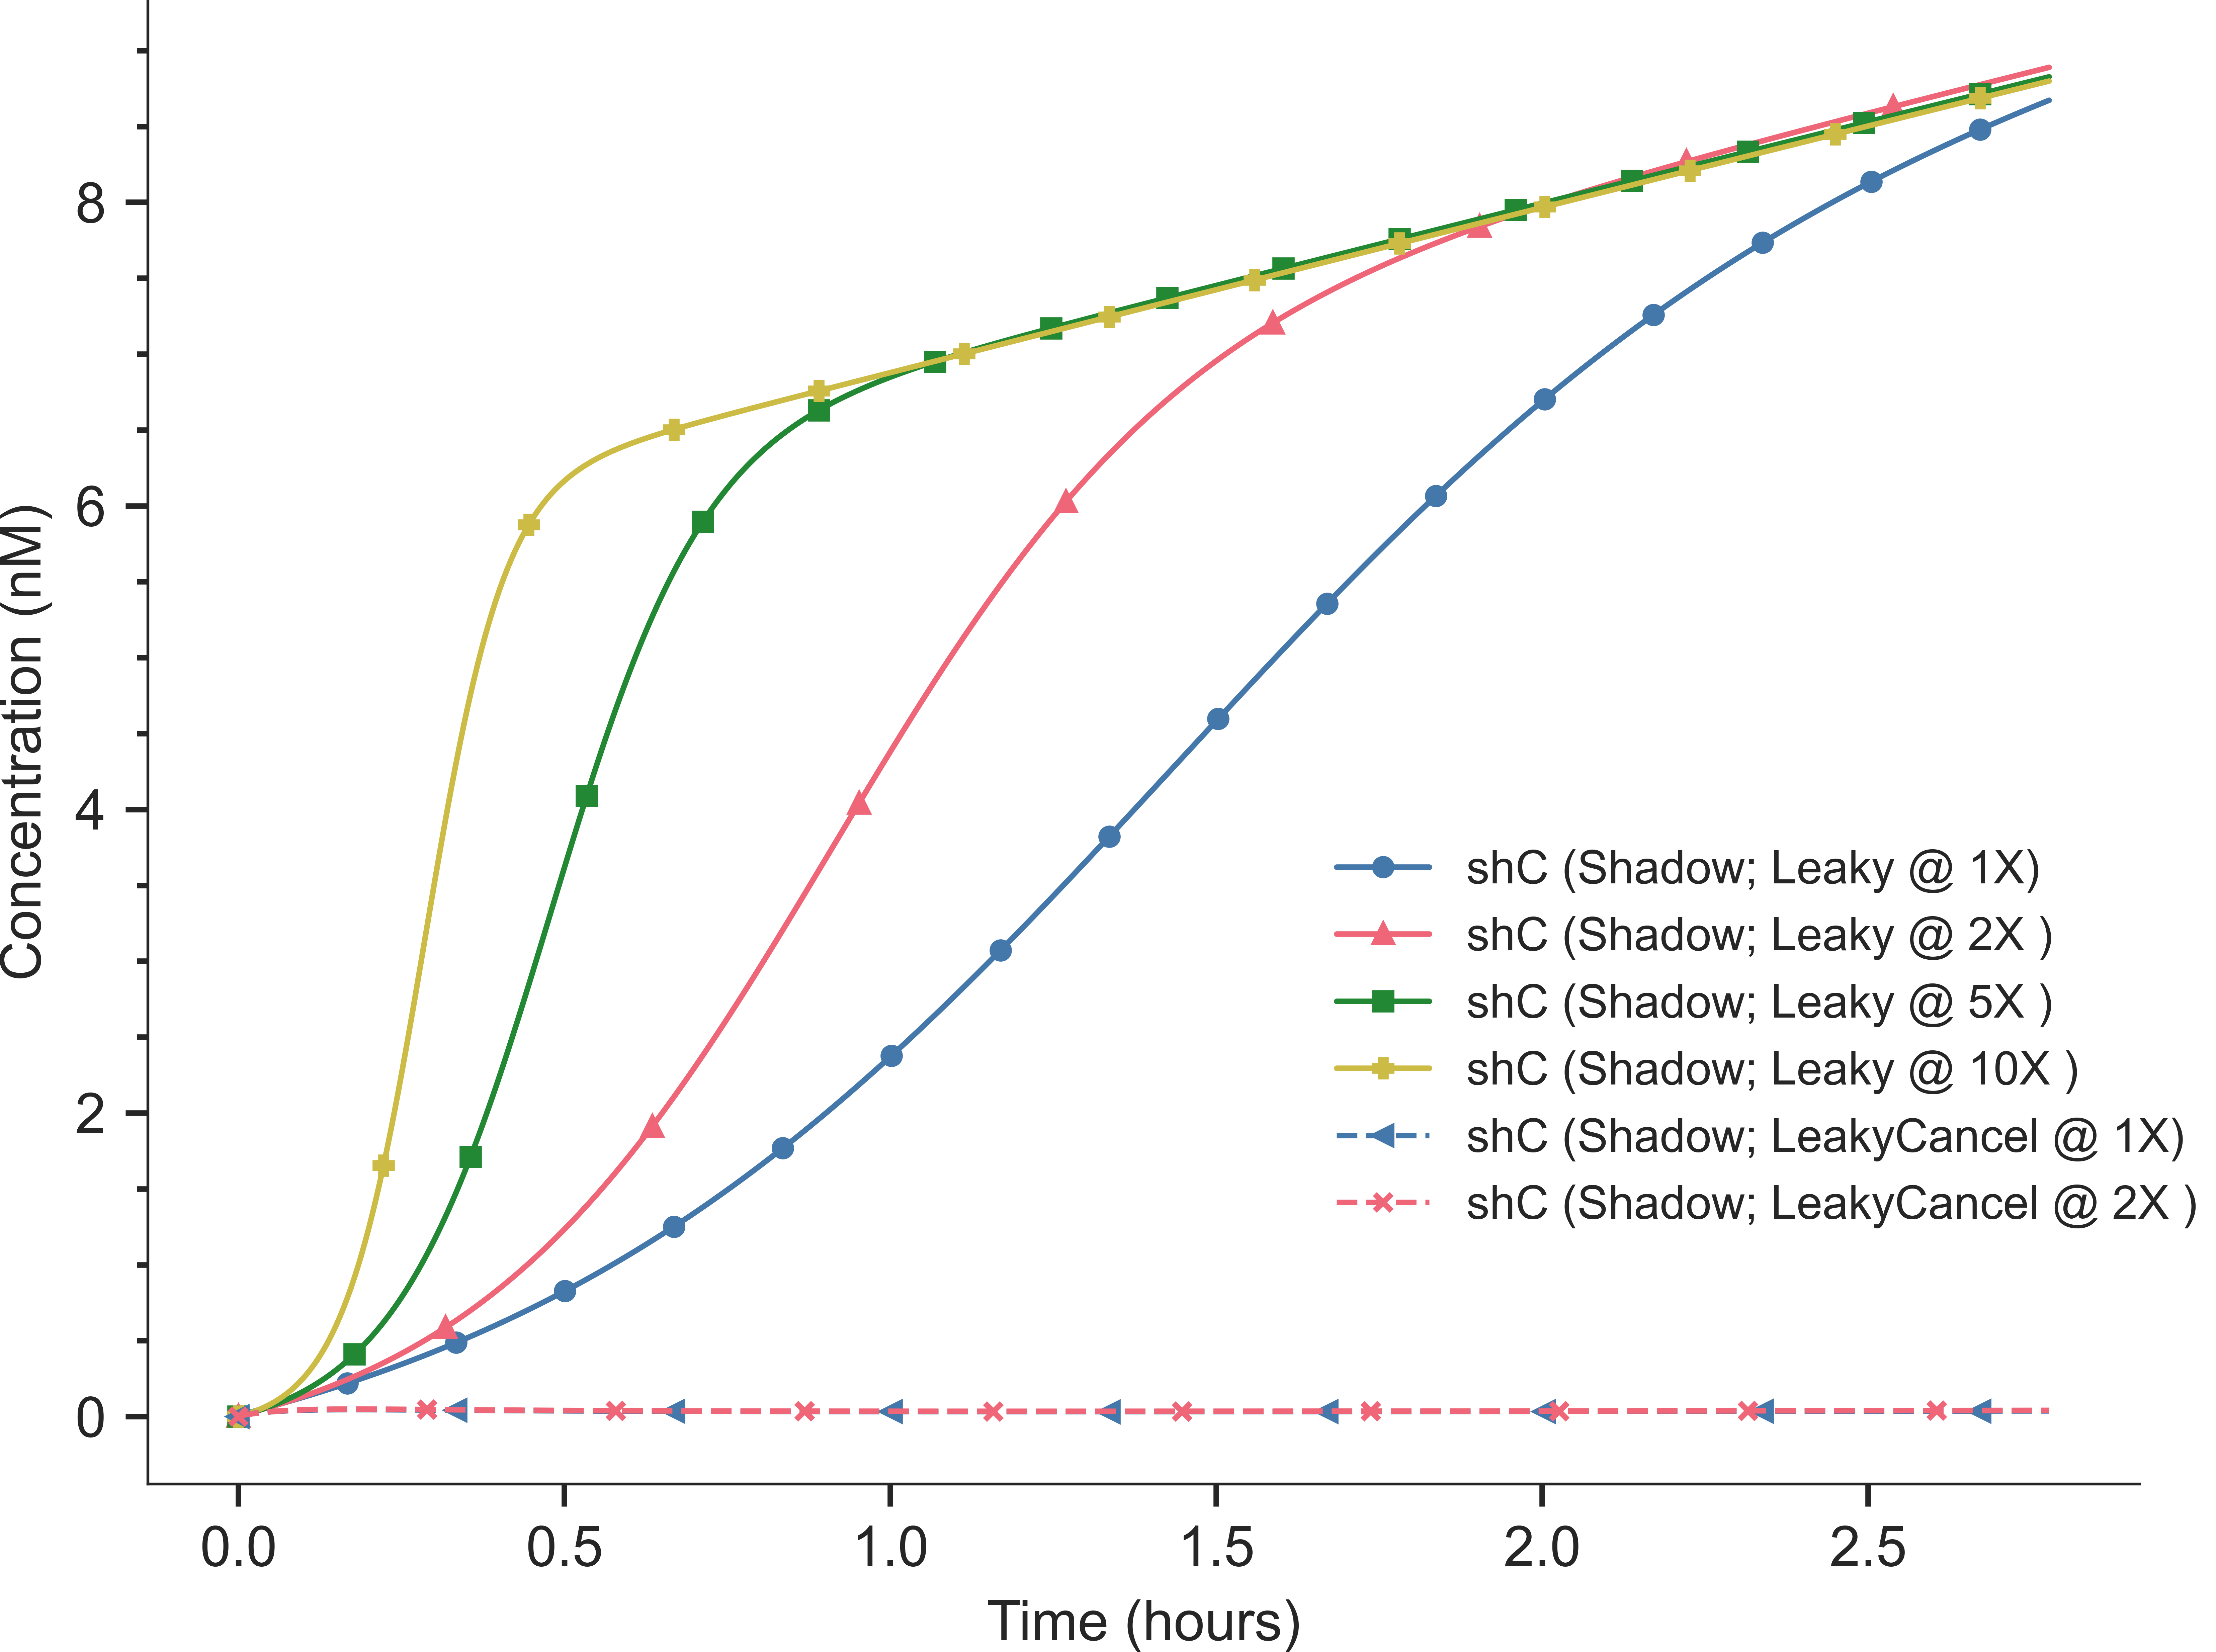 Concentration (nM)
8
6
4
2
0
0.0 0.5 1.0 1.5 2.0 2.5
Time (hours)
shC (Shadow; Leaky @ 1X)
shC (Shadow; Leaky @ 2X )
shC (Shadow; Leaky @ 5X )
shC (Shadow; Leaky @ 10X )
shC (Shadow; LeakyCancel @ 1X)
shC (Shadow; LeakyCancel @ 2X )